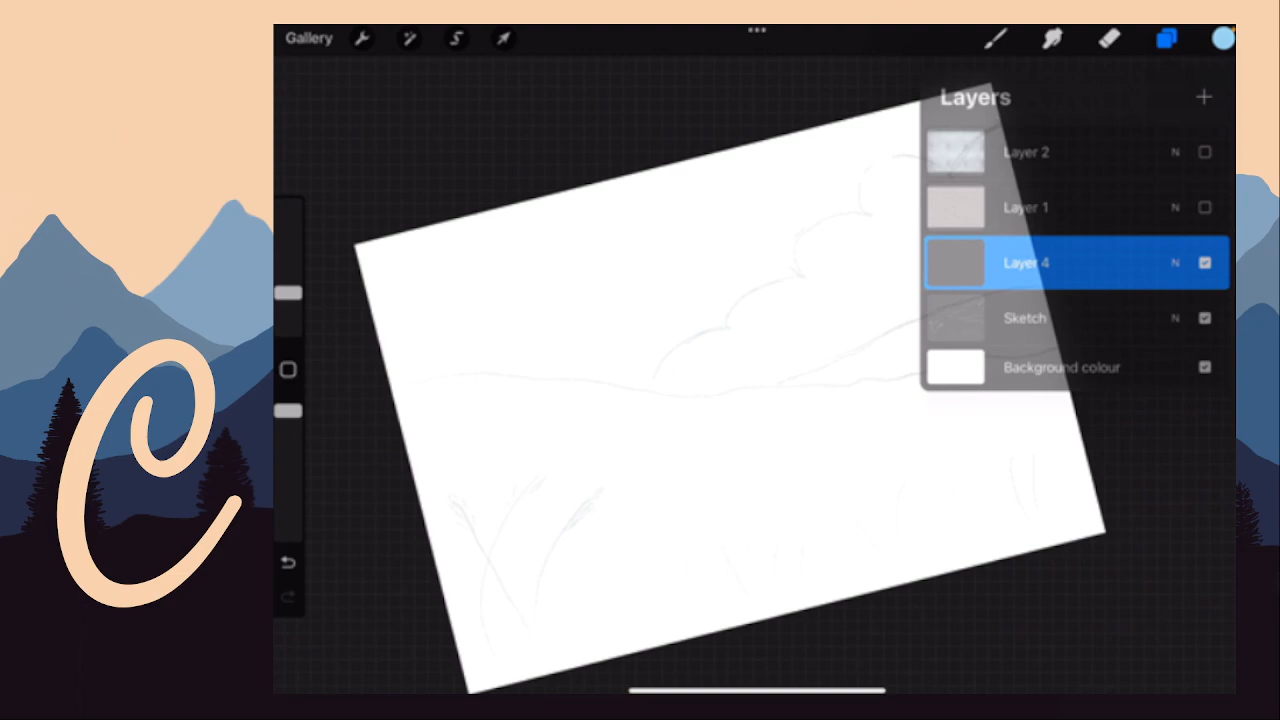 Gallery
Layers
Layer 2 N
Layer 1 N
Layer 4 N
Sketch N
Background colour
C